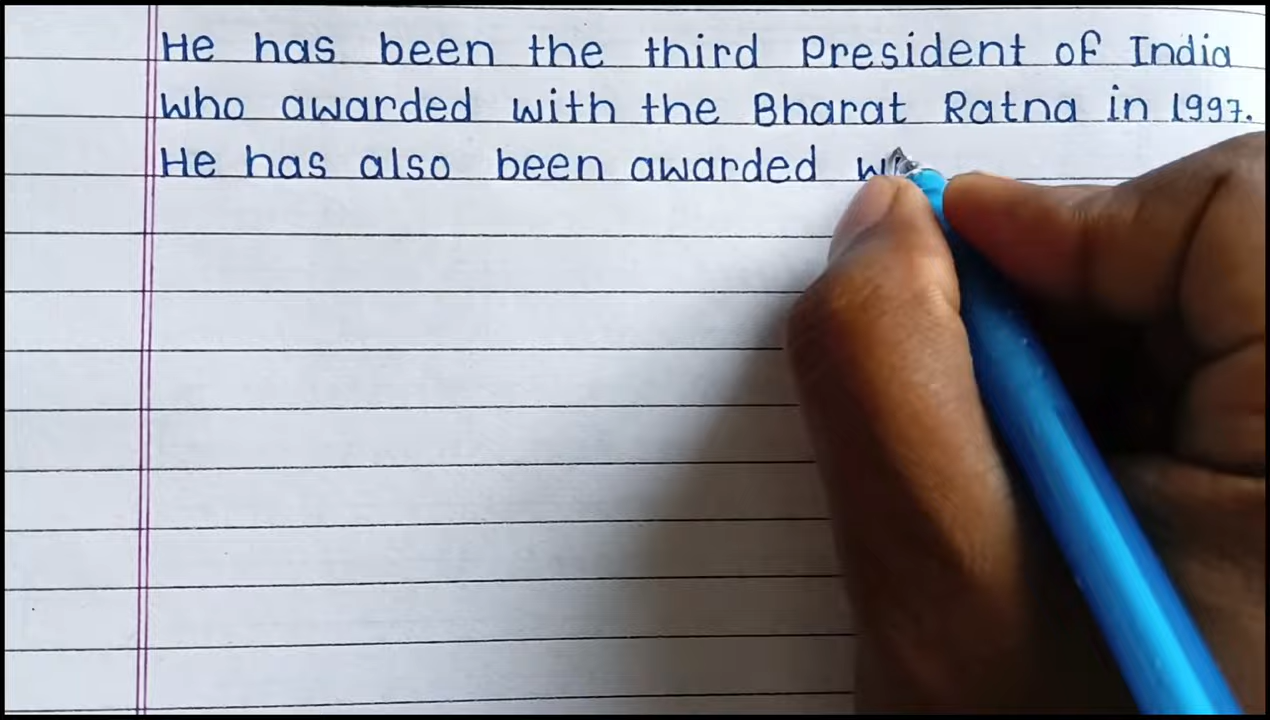 He has been the third President of India
who awarded with the Bharat Ratna in 1997.
He has also been awarded